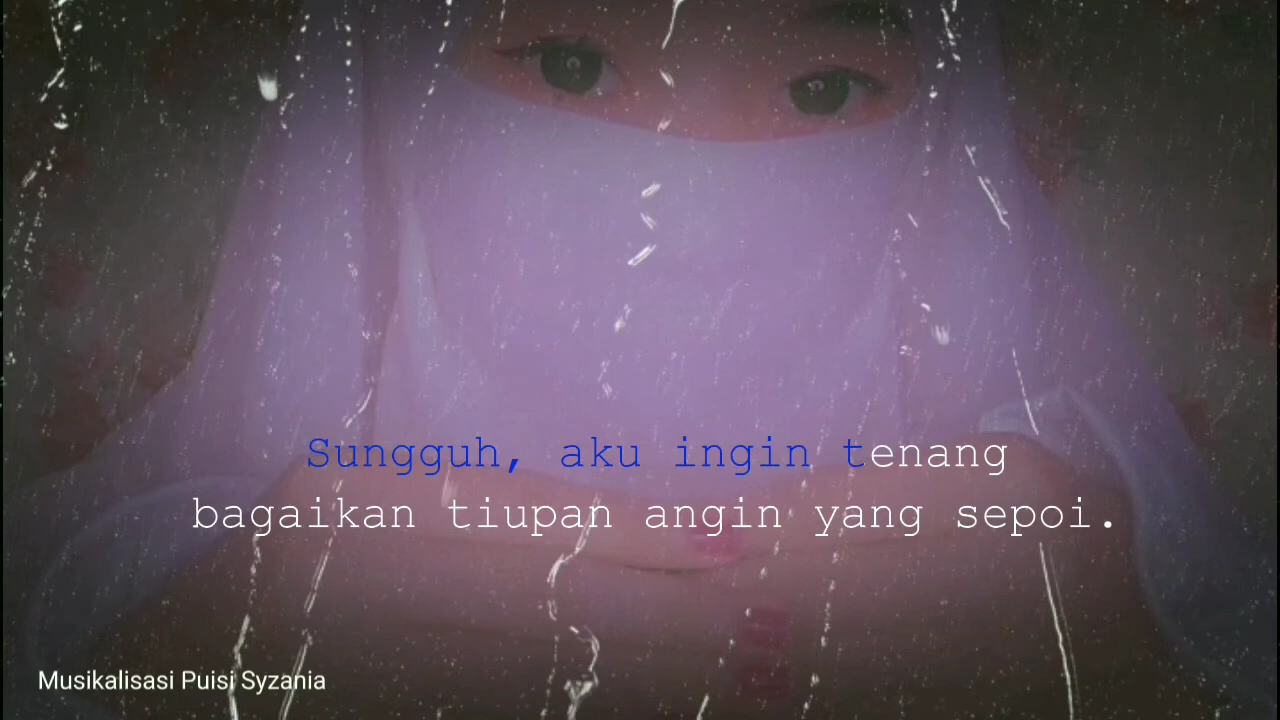 Sungguh, aku ingin tenang
bagaikan tiupan angin yang sepoi.
Musikalisasi Puisi Syzania